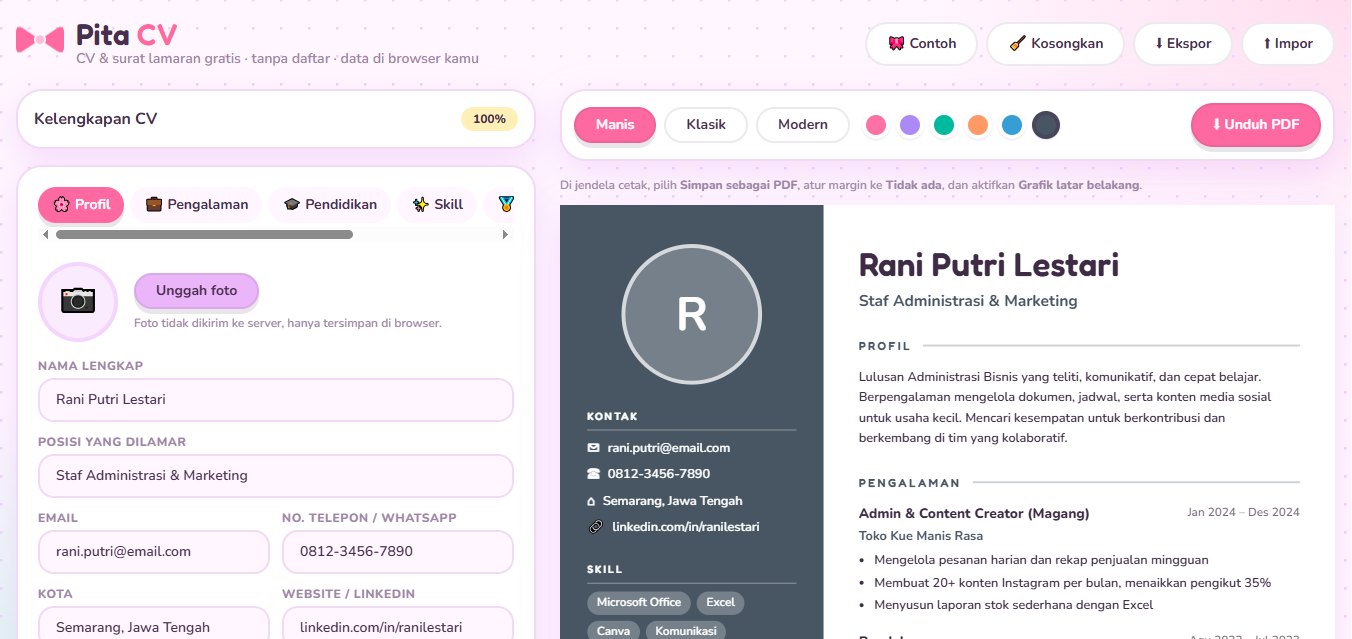 Pita CV
CV & surat lamaran gratis · tanpa daftar · data di browser kamu
Contoh
Kosongkan
⬇ Ekspor
⬆ Impor
Kelengkapan CV
100%
Profil
Pengalaman
Pendidikan
Skill
Unggah foto
Foto tidak dikirim ke server, hanya tersimpan di browser.
NAMA LENGKAP
Rani Putri Lestari
POSISI YANG DILAMAR
Staf Administrasi & Marketing
EMAIL
NO. TELEPON / WHATSAPP
rani.putri@email.com
0812-3456-7890
KOTA
WEBSITE / LINKEDIN
Semarang, Jawa Tengah
linkedin.com/in/ranilestari
Manis
Klasik
Modern
⬇ Unduh PDF
Di jendela cetak, pilih Simpan sebagai PDF, atur margin ke Tidak ada, dan aktifkan Grafik latar belakang.
R
KONTAK
rani.putri@email.com
0812-3456-7890
Semarang, Jawa Tengah
linkedin.com/in/ranilestari
SKILL
Microsoft Office
Excel
Canva
Komunikasi
Rani Putri Lestari
Staf Administrasi & Marketing
PROFIL
Lulusan Administrasi Bisnis yang teliti, komunikatif, dan cepat belajar.
Berpengalaman mengelola dokumen, jadwal, serta konten media sosial
untuk usaha kecil. Mencari kesempatan untuk berkontribusi dan
berkembang di tim yang kolaboratif.
PENGALAMAN
Admin & Content Creator (Magang)
Jan 2024 – Des 2024
Toko Kue Manis Rasa
• Mengelola pesanan harian dan rekap penjualan mingguan
• Membuat 20+ konten Instagram per bulan, menaikkan pengikut 35%
• Menyusun laporan stok sederhana dengan Excel